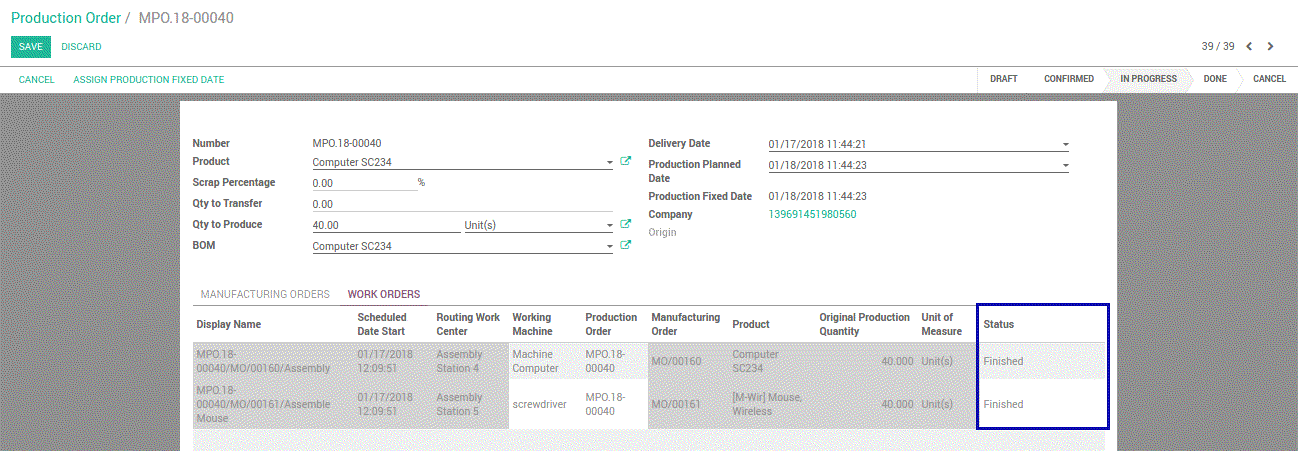 Production Order / MPO.18-00040
SAVE DISCARD 39 / 39
CANCEL ASSIGN PRODUCTION FIXED DATE DRAFT CONFIRMED IN PROGRESS DONE CANCEL
Number MPO.18-00040 Delivery Date 01/17/2018 11:44:21
Product Computer SC234 Production Planned 01/18/2018 11:44:23
Date
Scrap Percentage 0.00 % Production Fixed Date 01/18/2018 11:44:23
Qty to Transfer 0.00 Company 139691451980560
Qty to Produce 40.00 Unit(s) Origin
BOM Computer SC234
MANUFACTURING ORDERS WORK ORDERS
Display Name Scheduled Routing Work Working Production Manufacturing Product Original Production Unit of Status
Date Start Center Machine Order Order Quantity Measure
MPO.18- 01/17/2018 Assembly Machine MPO.18- MO/00160 Computer 40.000 Unit(s) Finished
00040/MO/00160/Assembly 12:09:51 Station 4 Computer 00040 SC234
MPO.18- 01/17/2018 Assembly screwdriver MPO.18- MO/00161 [M-Wir] Mouse, 40.000 Unit(s) Finished
00040/MO/00161/Assemble 12:09:51 Station 5 00040 Wireless
Mouse